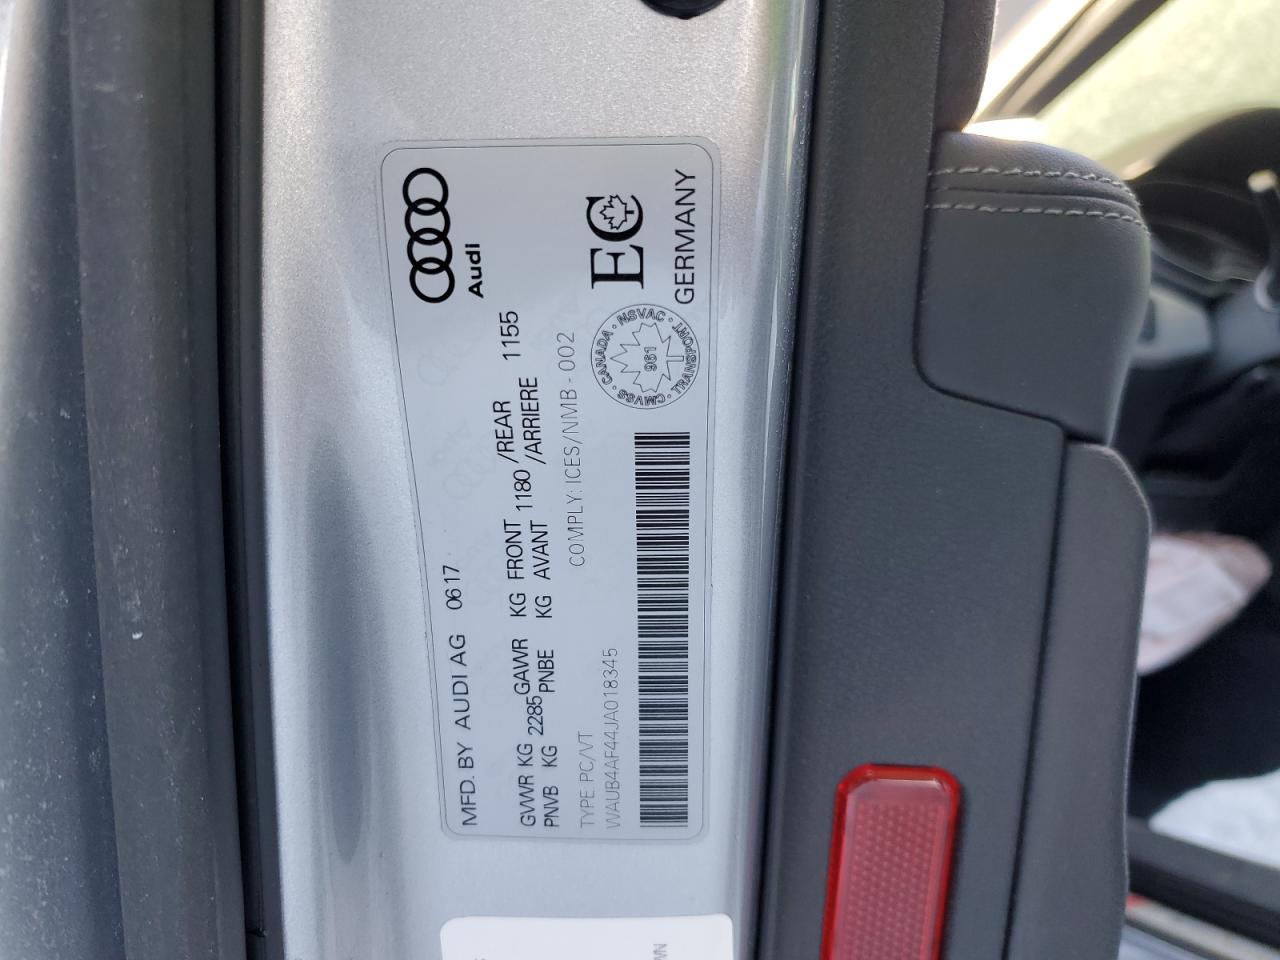 Audi
MFD. BY AUDI AG 0617
GVWR KG 2285 GAWR KG FRONT 1180 /REAR 1155
PNVB KG PNBE KG AVANT /ARRIERE
COMPLY: ICES/NMB - 002
TYPE PC/VT
WAUB4AF44JA018345
CANADA · NSVAC · TRANSPORT · CMVSS ·
961
EC
GERMANY